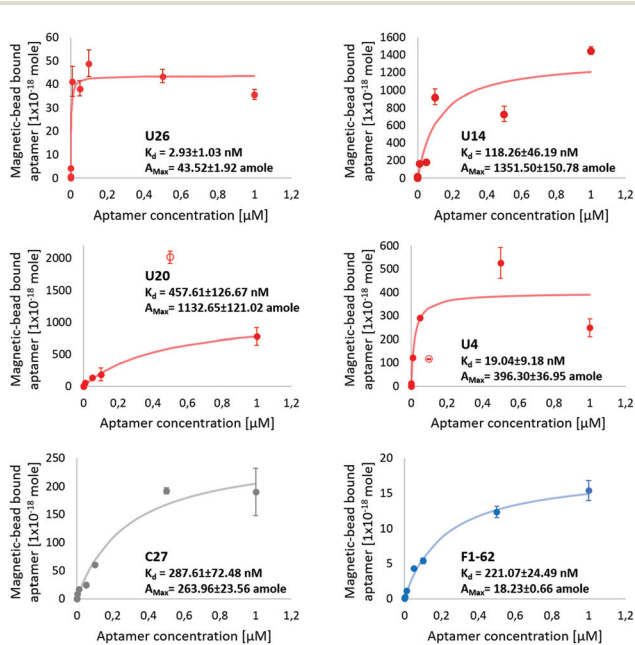 Magnetic-bead bound
aptamer [1x10⁻¹⁸ mole]
60
50
40
30
20
10
0
U26
K_d = 2.93±1.03 nM
A_Max= 43.52±1.92 amole
0 0,2 0,4 0,6 0,8 1 1,2
Aptamer concentration [µM]
Magnetic-bead bound
aptamer [1x10⁻¹⁸ mole]
1600
1400
1200
1000
800
600
400
200
0
U14
K_d = 118.26±46.19 nM
A_Max= 1351.50±150.78 amole
0 0,2 0,4 0,6 0,8 1 1,2
Aptamer concentration [µM]
Magnetic-bead bound
aptamer [1x10⁻¹⁸ mole]
2000
1500
1000
500
0
U20
K_d = 457.61±126.67 nM
A_Max= 1132.65±121.02 amole
0 0,2 0,4 0,6 0,8 1 1,2
Aptamer concentration [µM]
Magnetic-bead bound
aptamer [1x10⁻¹⁸ mole]
600
500
400
300
200
100
0
U4
K_d = 19.04±9.18 nM
A_Max= 396.30±36.95 amole
0 0,2 0,4 0,6 0,8 1 1,2
Aptamer concentration [µM]
Magnetic-bead bound
aptamer [1x10⁻¹⁸ mole]
250
200
150
100
50
0
C27
K_d = 287.61±72.48 nM
A_Max= 263.96±23.56 amole
0 0,2 0,4 0,6 0,8 1 1,2
Aptamer concentration [µM]
Magnetic-bead bound
aptamer [1x10⁻¹⁸ mole]
20
15
10
5
0
F1-62
K_d = 221.07±24.49 nM
A_Max= 18.23±0.66 amole
0 0,2 0,4 0,6 0,8 1 1,2
Aptamer concentration [µM]